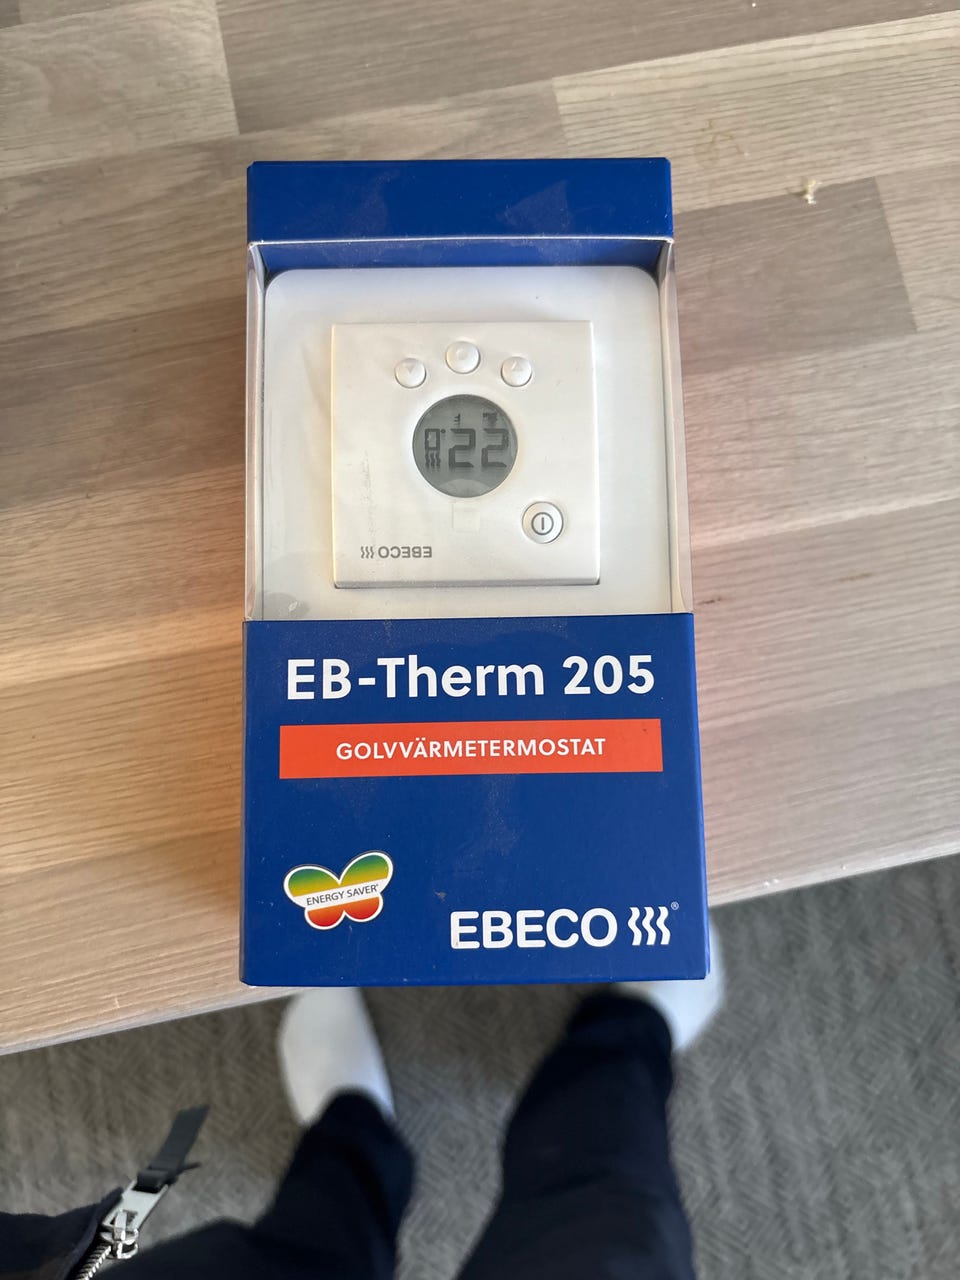 22°
EBECO
EB-Therm 205
GOLVVÄRMETERMOSTAT
ENERGY SAVER
EBECO®